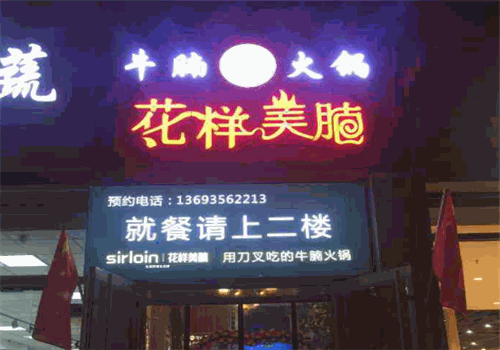 蔬
牛腩 火锅
花样美腩
预约电话：13693562213
就餐请上二楼
sirloin 花样美腩 用刀叉吃的牛腩火锅